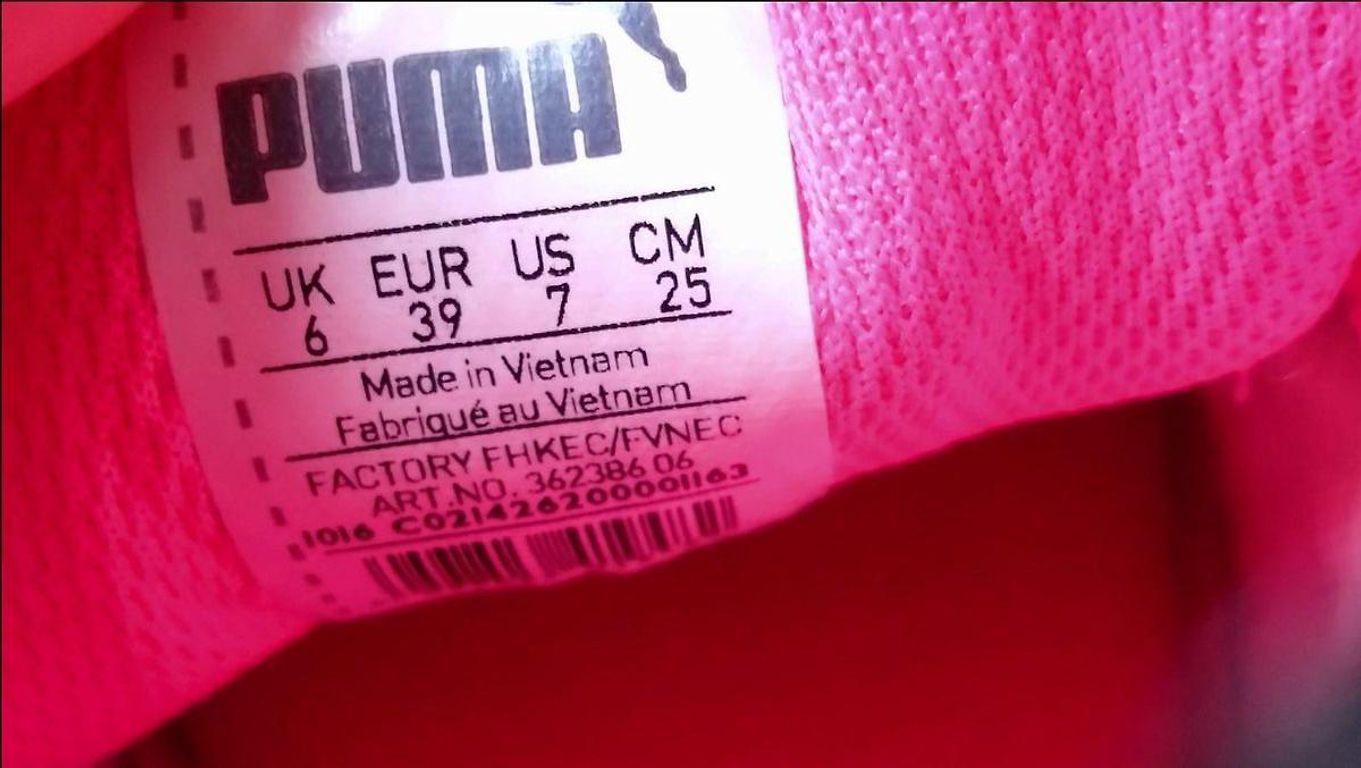 PUMA
UK EUR US CM
6 39 7 25
Made in Vietnam
Fabriqué au Vietnam
FACTORY FHKEC/FVNEC
ART.NO. 362386 06
1016 C021426200001163